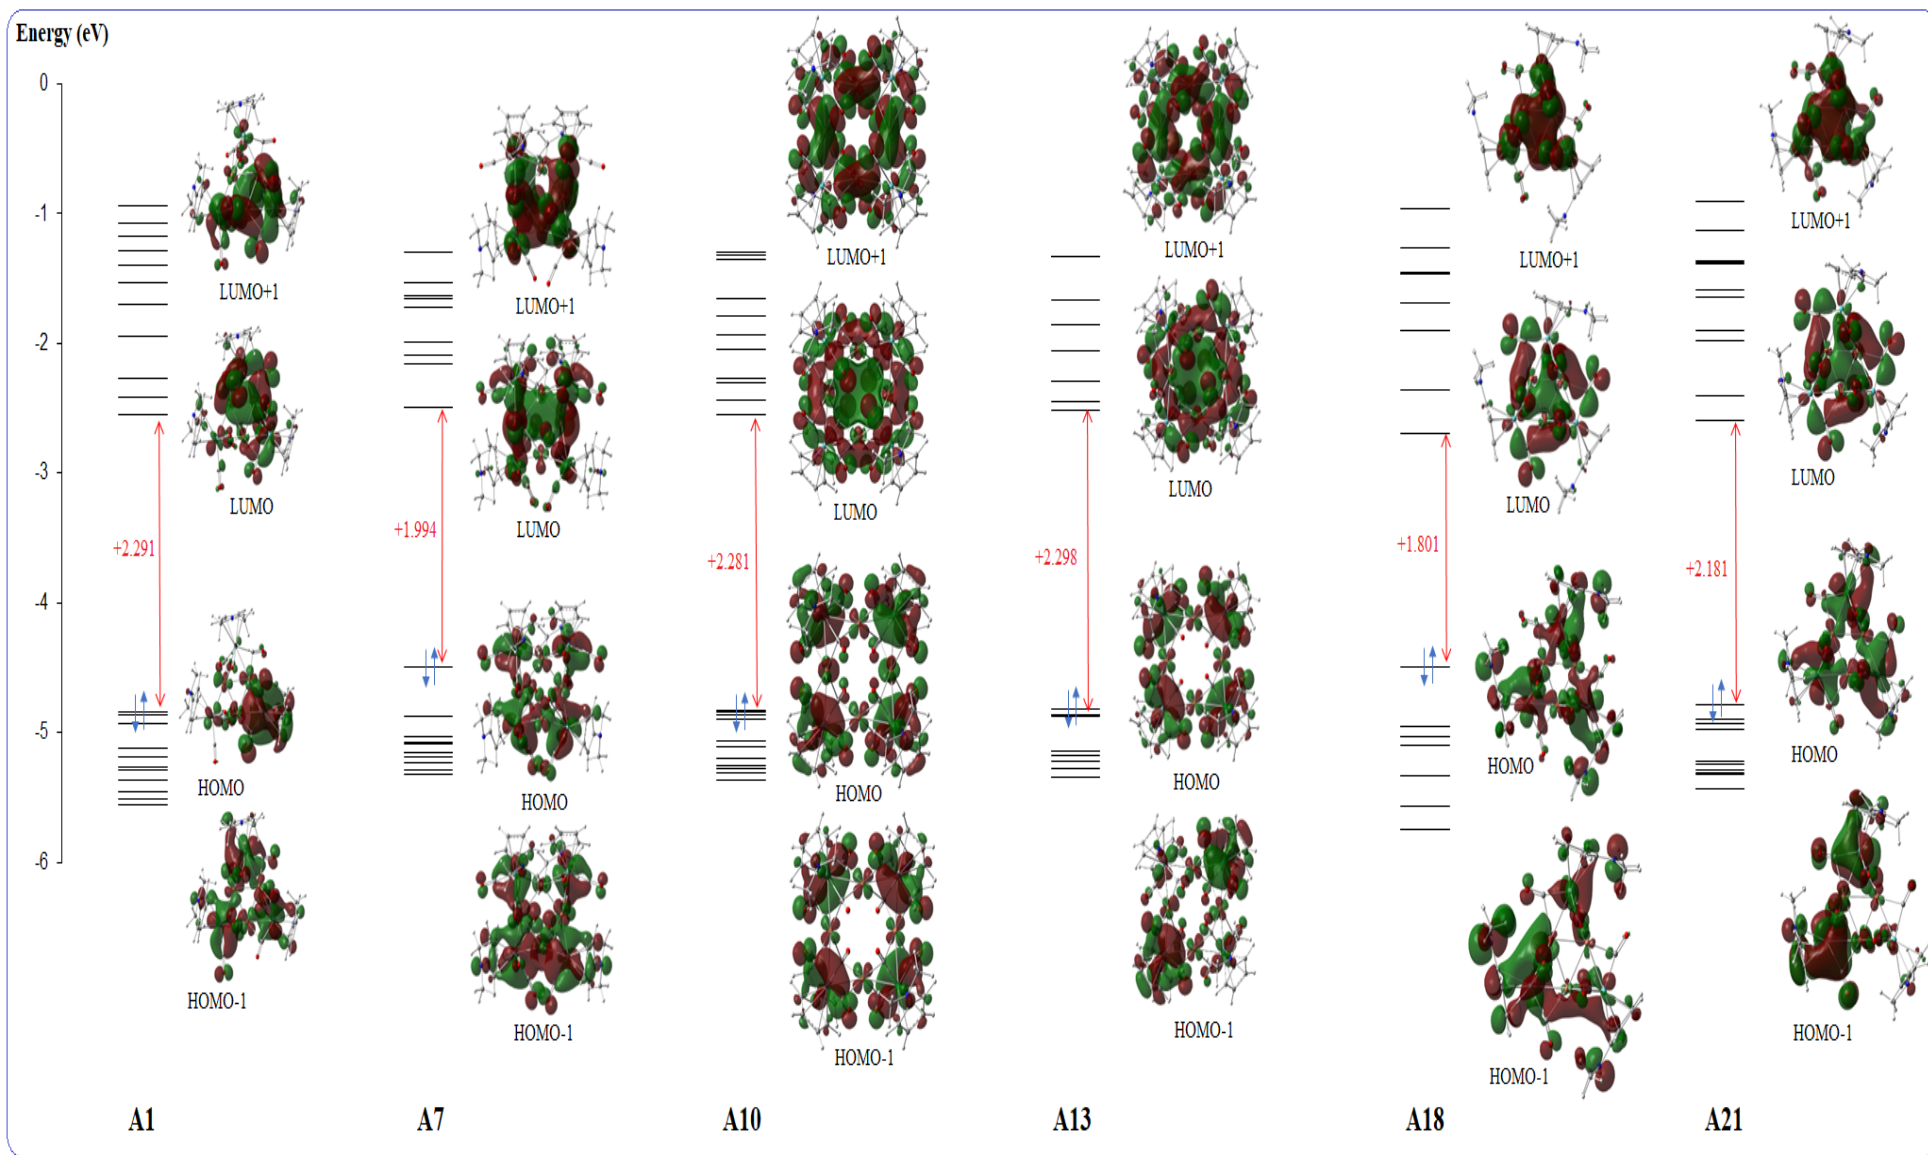 Energy (eV)
0
-1
-2
-3
-4
-5
-6
LUMO+1
LUMO
+2.291
HOMO
HOMO-1
A1
LUMO+1
LUMO
+1.994
HOMO
HOMO-1
A7
LUMO+1
LUMO
+2.281
HOMO
HOMO-1
A10
LUMO+1
LUMO
+2.298
HOMO
HOMO-1
A13
LUMO+1
LUMO
+1.801
HOMO
HOMO-1
A18
LUMO+1
LUMO
+2.181
HOMO
HOMO-1
A21